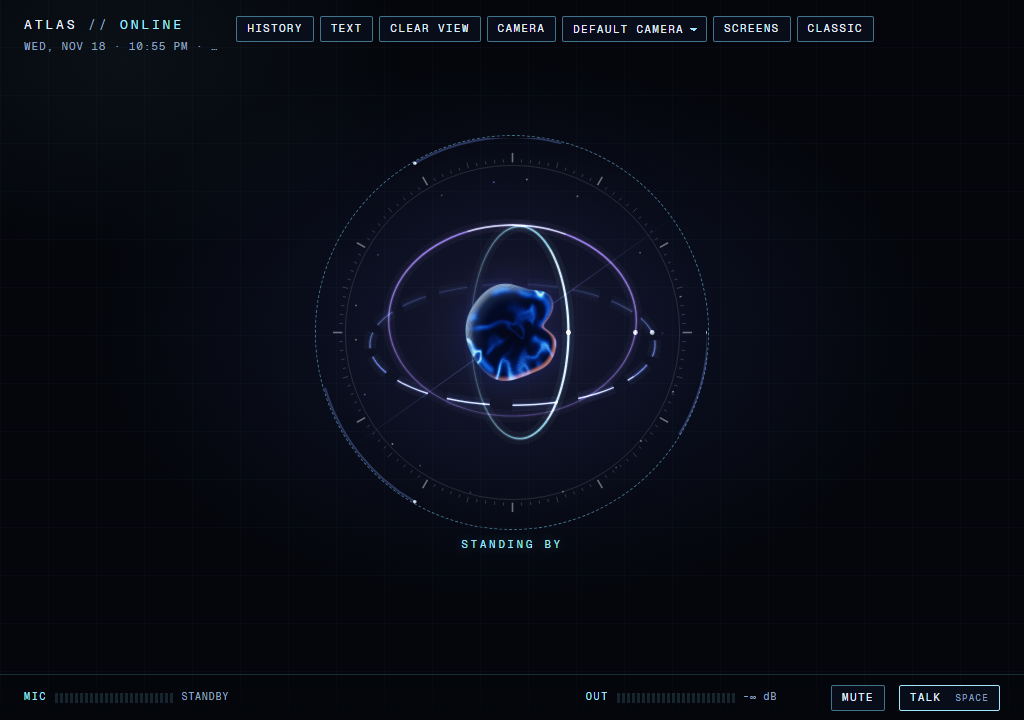 ATLAS // ONLINE
WED, NOV 18 · 10:55 PM · …
HISTORY
TEXT
CLEAR VIEW
CAMERA
DEFAULT CAMERA
SCREENS
CLASSIC
STANDING BY
MIC
STANDBY
OUT
-∞ dB
MUTE
TALK SPACE